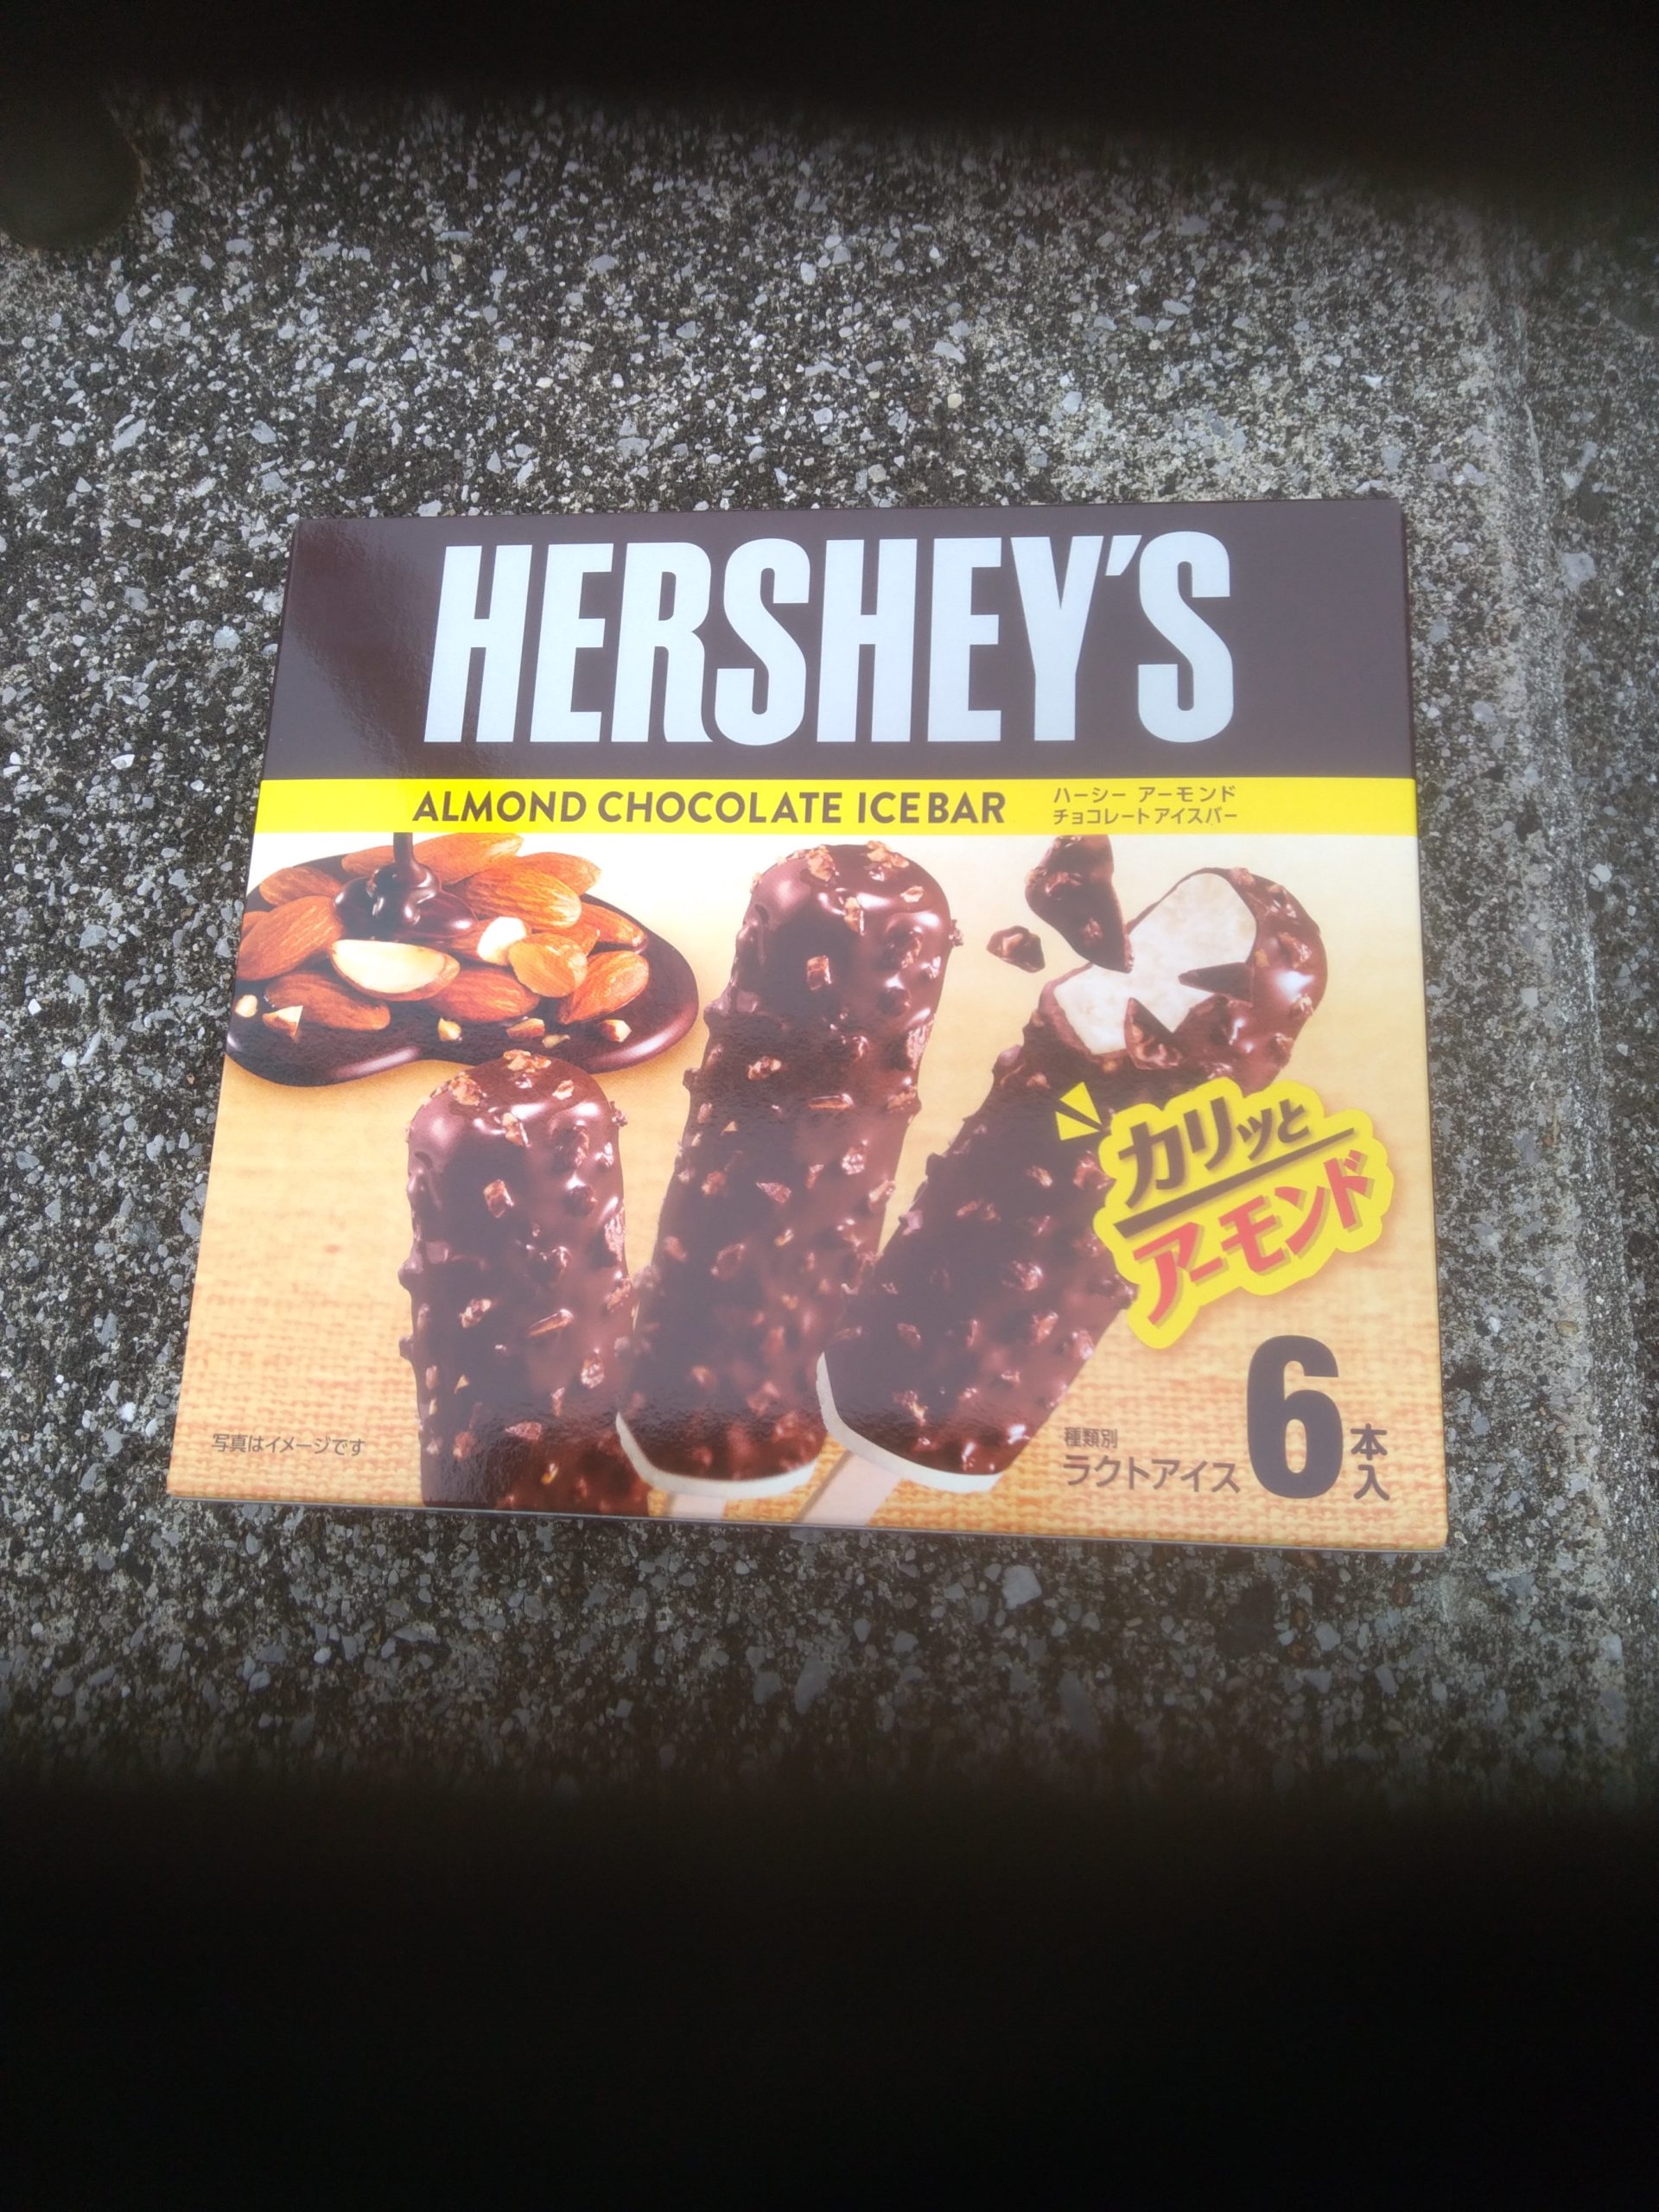 HERSHEY'S
ALMOND CHOCOLATE ICE BAR
ハーシー アーモンド
チョコレートアイスバー
カリッと
アーモンド
写真はイメージです
種類別
ラクトアイス
6本入